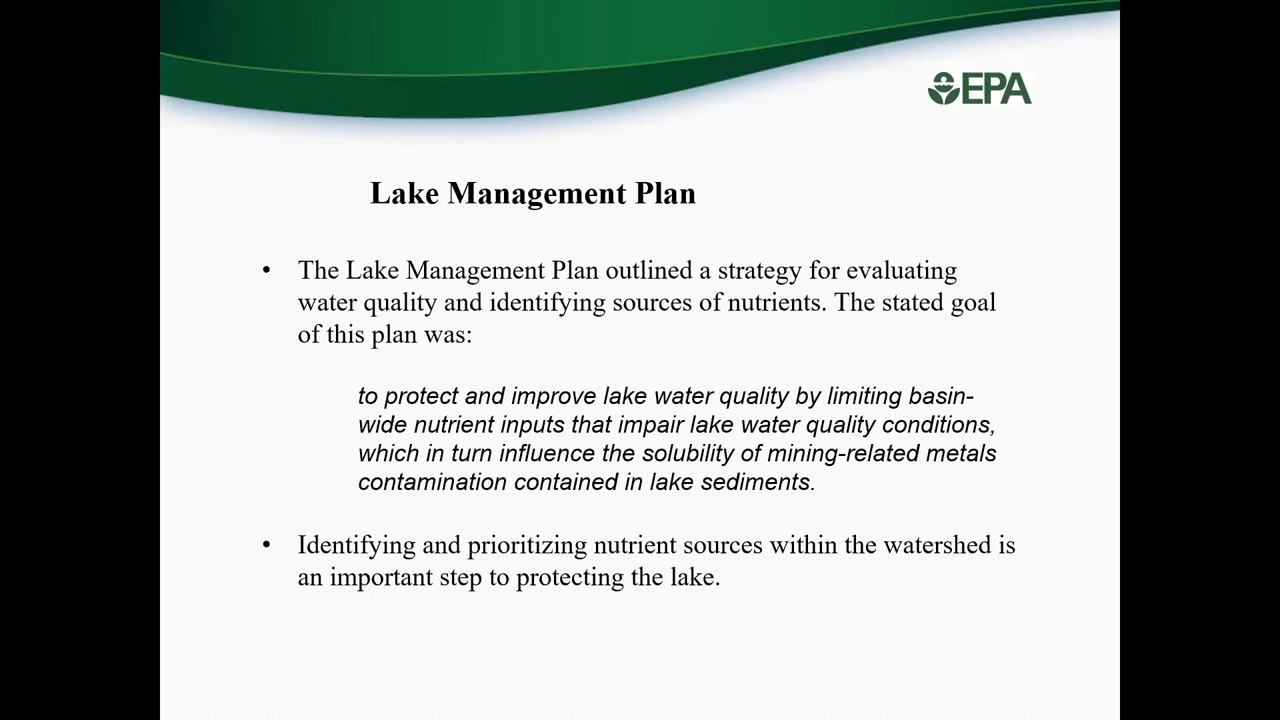 EPA
Lake Management Plan
• The Lake Management Plan outlined a strategy for evaluating
water quality and identifying sources of nutrients. The stated goal
of this plan was:
to protect and improve lake water quality by limiting basin-
wide nutrient inputs that impair lake water quality conditions,
which in turn influence the solubility of mining-related metals
contamination contained in lake sediments.
• Identifying and prioritizing nutrient sources within the watershed is
an important step to protecting the lake.